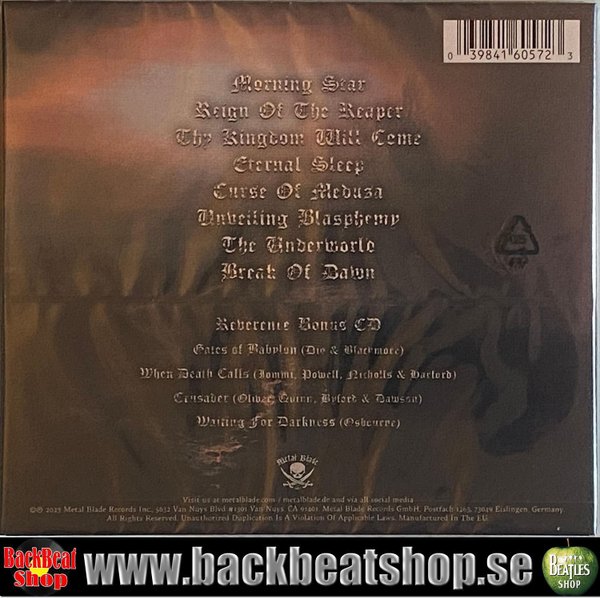 0 39841 60572 3
Morning Star
Reign Of The Reaper
Thy Kingdom Will Come
Eternal Sleep
Curse Of Medusa
Unveiling Blasphemy
The Underworld
Break Of Dawn
Reverence Bonus CD
Gates of Babylon (Dio & Blackmore)
When Death Calls (Iommi, Powell, Nicholls & Harford)
Crusader (Oliver, Quinn, Byford & Dawson)
Waiting For Darkness (Osbourne)
Metal Blade
Visit us at metalblade.com / metalblade.de and via all social media
©℗ 2025 Metal Blade Records Inc., 5632 Van Nuys Blvd #1301 Van Nuys, CA 91401. Metal Blade Records GmbH, Postfach 1263, 73049 Eislingen, Germany.
All Rights Reserved. Unauthorized Duplication Is A Violation Of Applicable Laws. Manufactured In The EU.
BackBeat Shop www.backbeatshop.se BEATLES SHOP